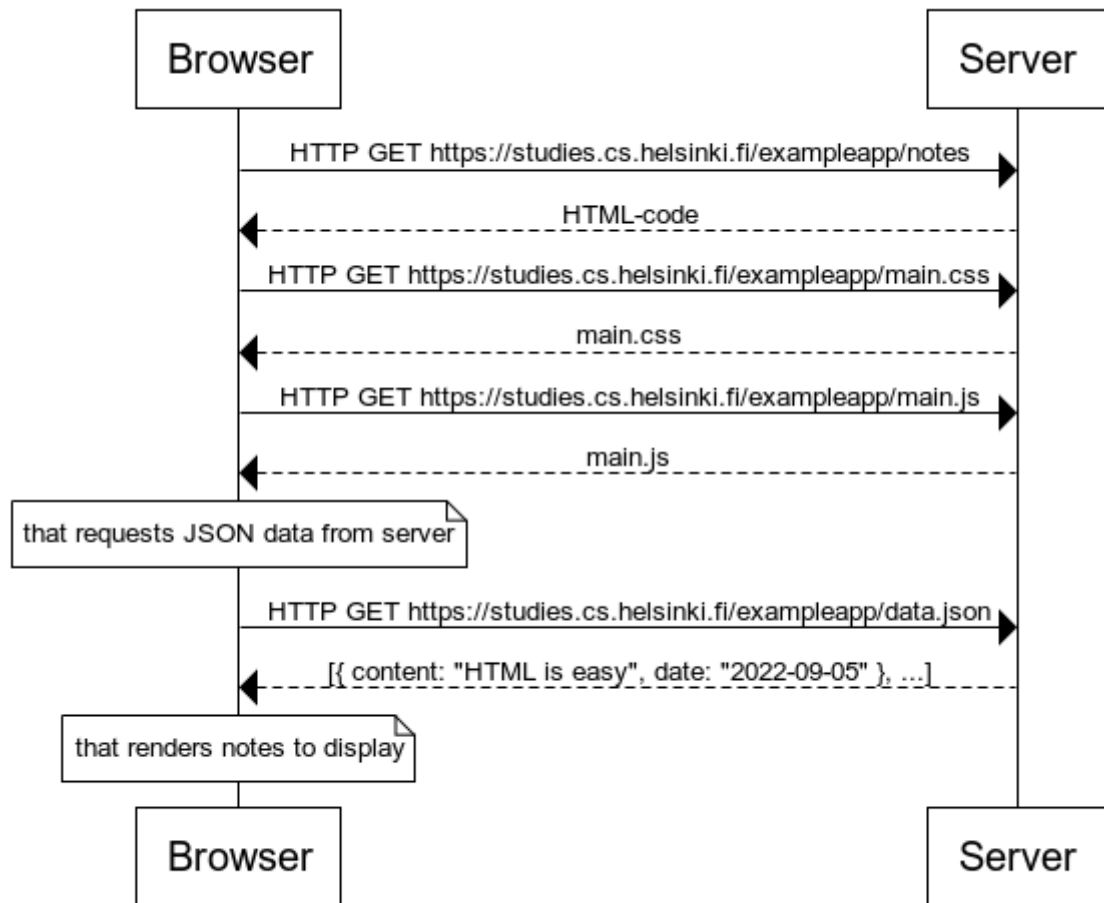 Browser
Server
HTTP GET https://studies.cs.helsinki.fi/exampleapp/notes
HTML-code
HTTP GET https://studies.cs.helsinki.fi/exampleapp/main.css
main.css
HTTP GET https://studies.cs.helsinki.fi/exampleapp/main.js
main.js
that requests JSON data from server
HTTP GET https://studies.cs.helsinki.fi/exampleapp/data.json
[{ content: "HTML is easy", date: "2022-09-05" }, ...]
that renders notes to display
Browser
Server